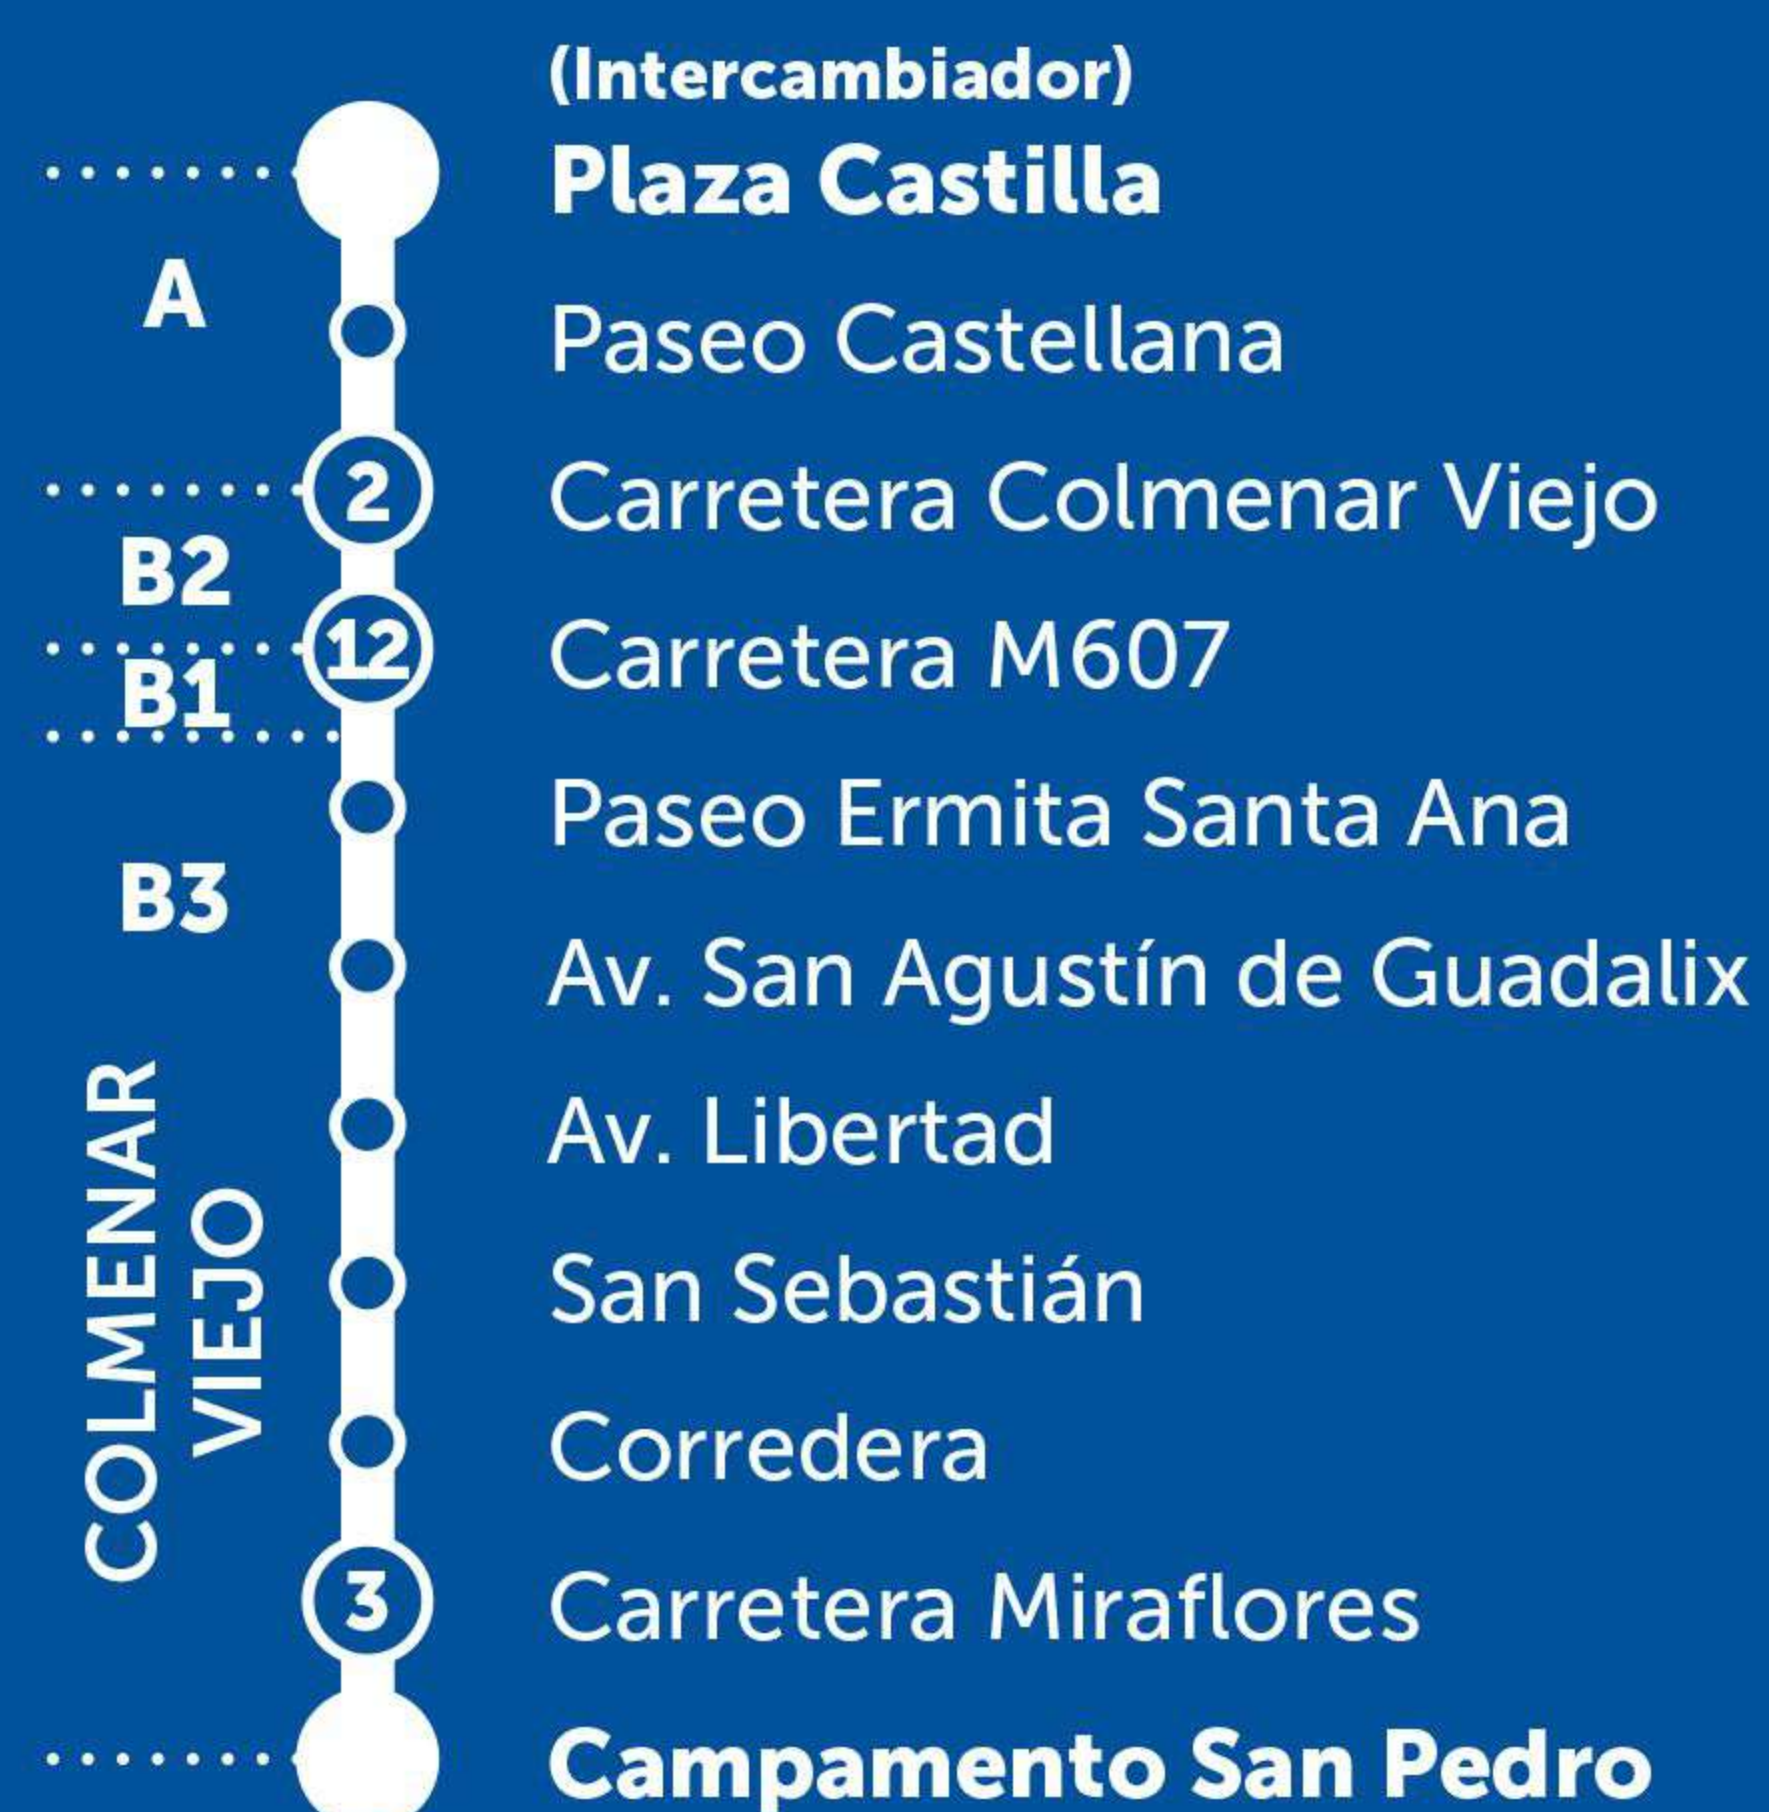 (Intercambiador)
Plaza Castilla
A
Paseo Castellana
2
Carretera Colmenar Viejo
B2
12
Carretera M607
B1
Paseo Ermita Santa Ana
B3
Av. San Agustín de Guadalix
Av. Libertad
San Sebastián
COLMENAR
VIEJO
Corredera
3
Carretera Miraflores
Campamento San Pedro